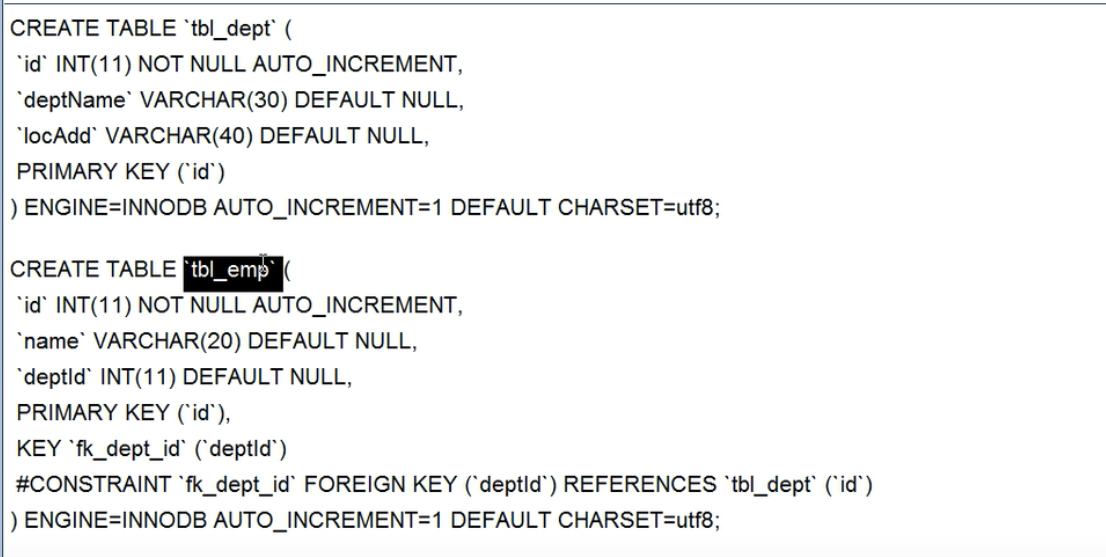 CREATE TABLE `tbl_dept` (
`id` INT(11) NOT NULL AUTO_INCREMENT,
`deptName` VARCHAR(30) DEFAULT NULL,
`locAdd` VARCHAR(40) DEFAULT NULL,
PRIMARY KEY (`id`)
) ENGINE=INNODB AUTO_INCREMENT=1 DEFAULT CHARSET=utf8;
CREATE TABLE `tbl_emp` (
`id` INT(11) NOT NULL AUTO_INCREMENT,
`name` VARCHAR(20) DEFAULT NULL,
`deptId` INT(11) DEFAULT NULL,
PRIMARY KEY (`id`),
KEY `fk_dept_id` (`deptId`)
#CONSTRAINT `fk_dept_id` FOREIGN KEY (`deptId`) REFERENCES `tbl_dept` (`id`)
) ENGINE=INNODB AUTO_INCREMENT=1 DEFAULT CHARSET=utf8;